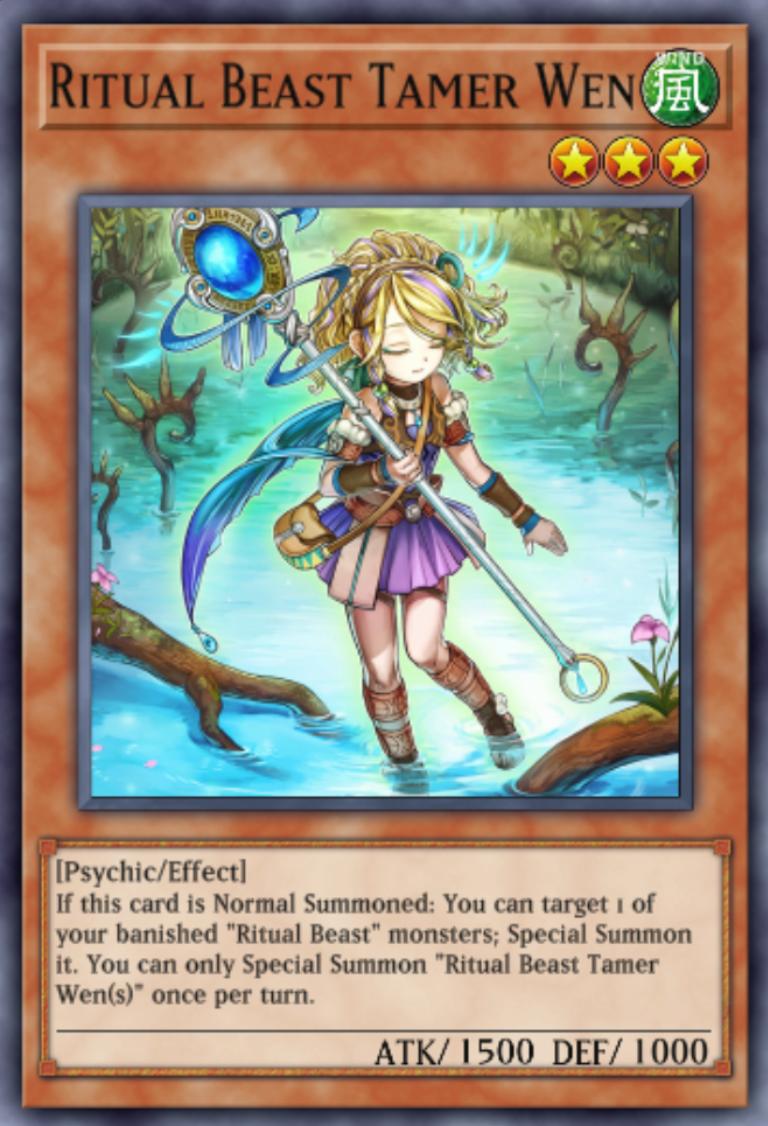 Ritual Beast Tamer Wen
WIND
風
[Psychic/Effect]
If this card is Normal Summoned: You can target 1 of
your banished "Ritual Beast" monsters; Special Summon
it. You can only Special Summon "Ritual Beast Tamer
Wen(s)" once per turn.
ATK/ 1500 DEF/ 1000